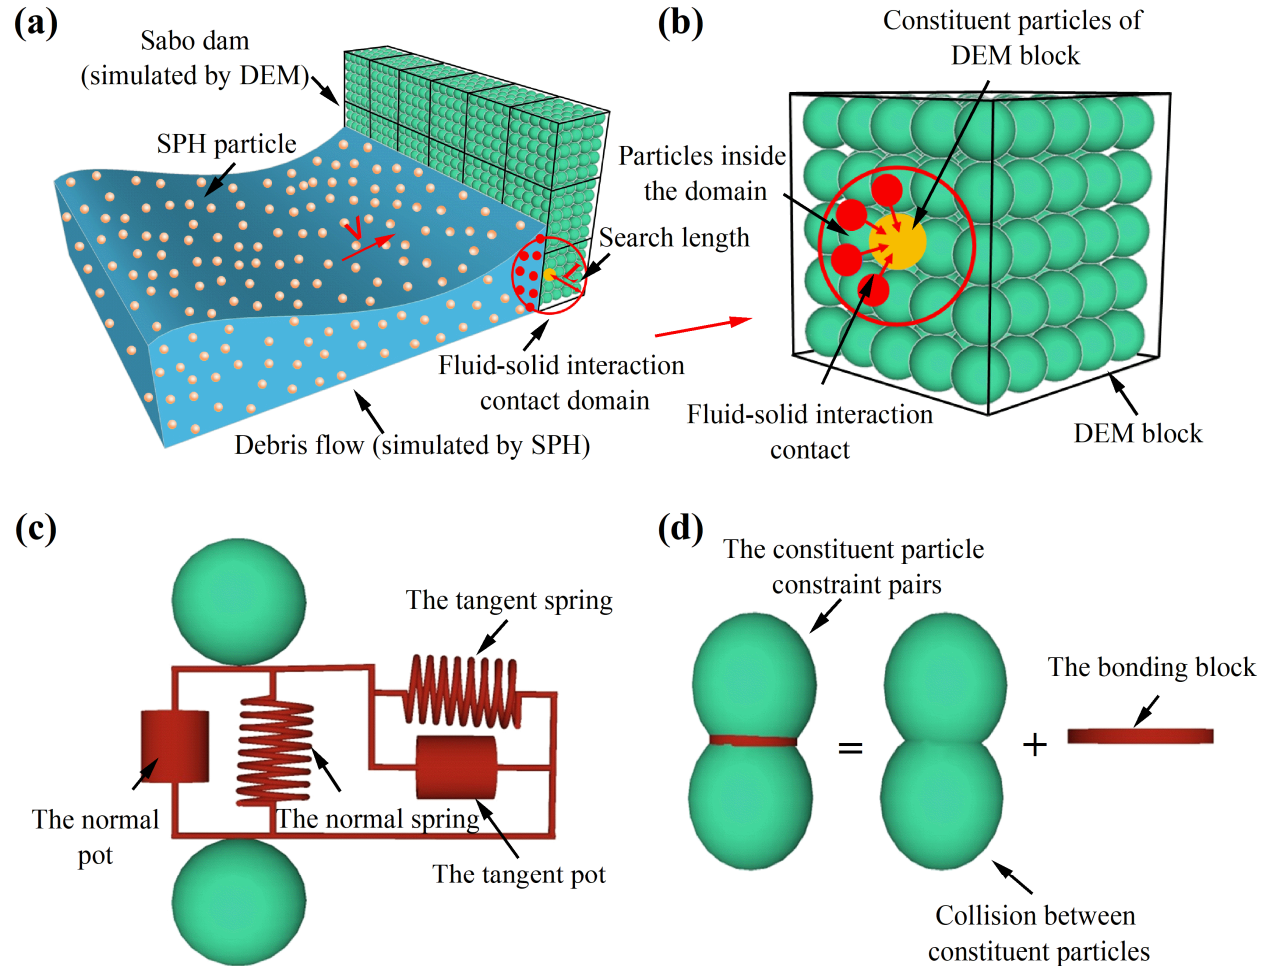 (a)
Sabo dam
(simulated by DEM)
SPH particle
V
Search length
r
Fluid-solid interaction
contact domain
Debris flow (simulated by SPH)
(b)
Constituent particles of
DEM block
Particles inside
the domain
Fluid-solid interaction
contact
DEM block
(c)
The tangent spring
The normal
pot
The normal spring
The tangent pot
(d)
The constituent particle
constraint pairs
The bonding block
=
+
Collision between
constituent particles